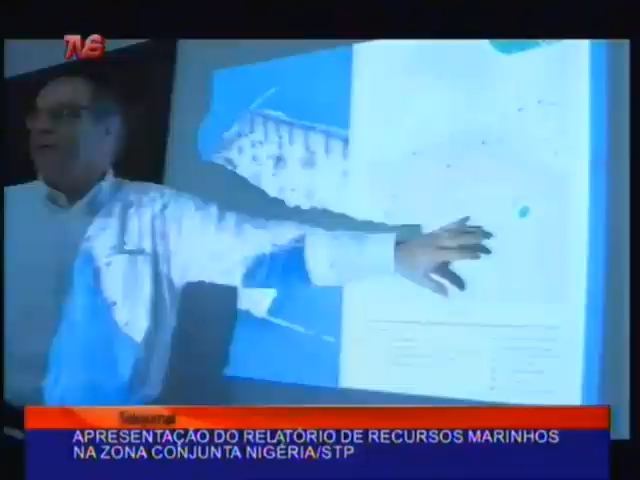 TVS
Telejornal
APRESENTAÇÃO DO RELATÓRIO DE RECURSOS MARINHOS
NA ZONA CONJUNTA NIGÉRIA/STP